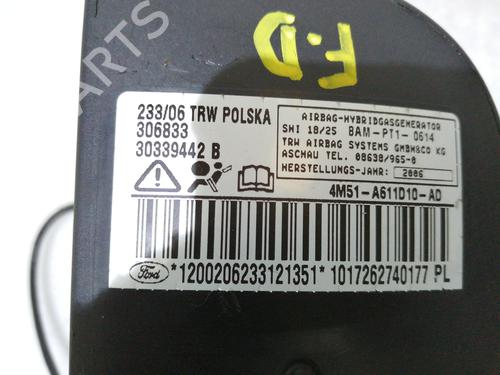 PARTS
F.D
233/06 TRW POLSKA
306833
30339442 B
AIRBAG-HYBRIDGASGENERATOR
SHI 18/25 BAM-PT1-0614
TRW AIRBAG SYSTEMS GMBH&CO KG
ASCHAU TEL. 08638/965-0
HERSTELLUNGS-JAHR: 2006
4M51-A611D10-AD
Ford
*1200206233121351* 1017262740177 PL